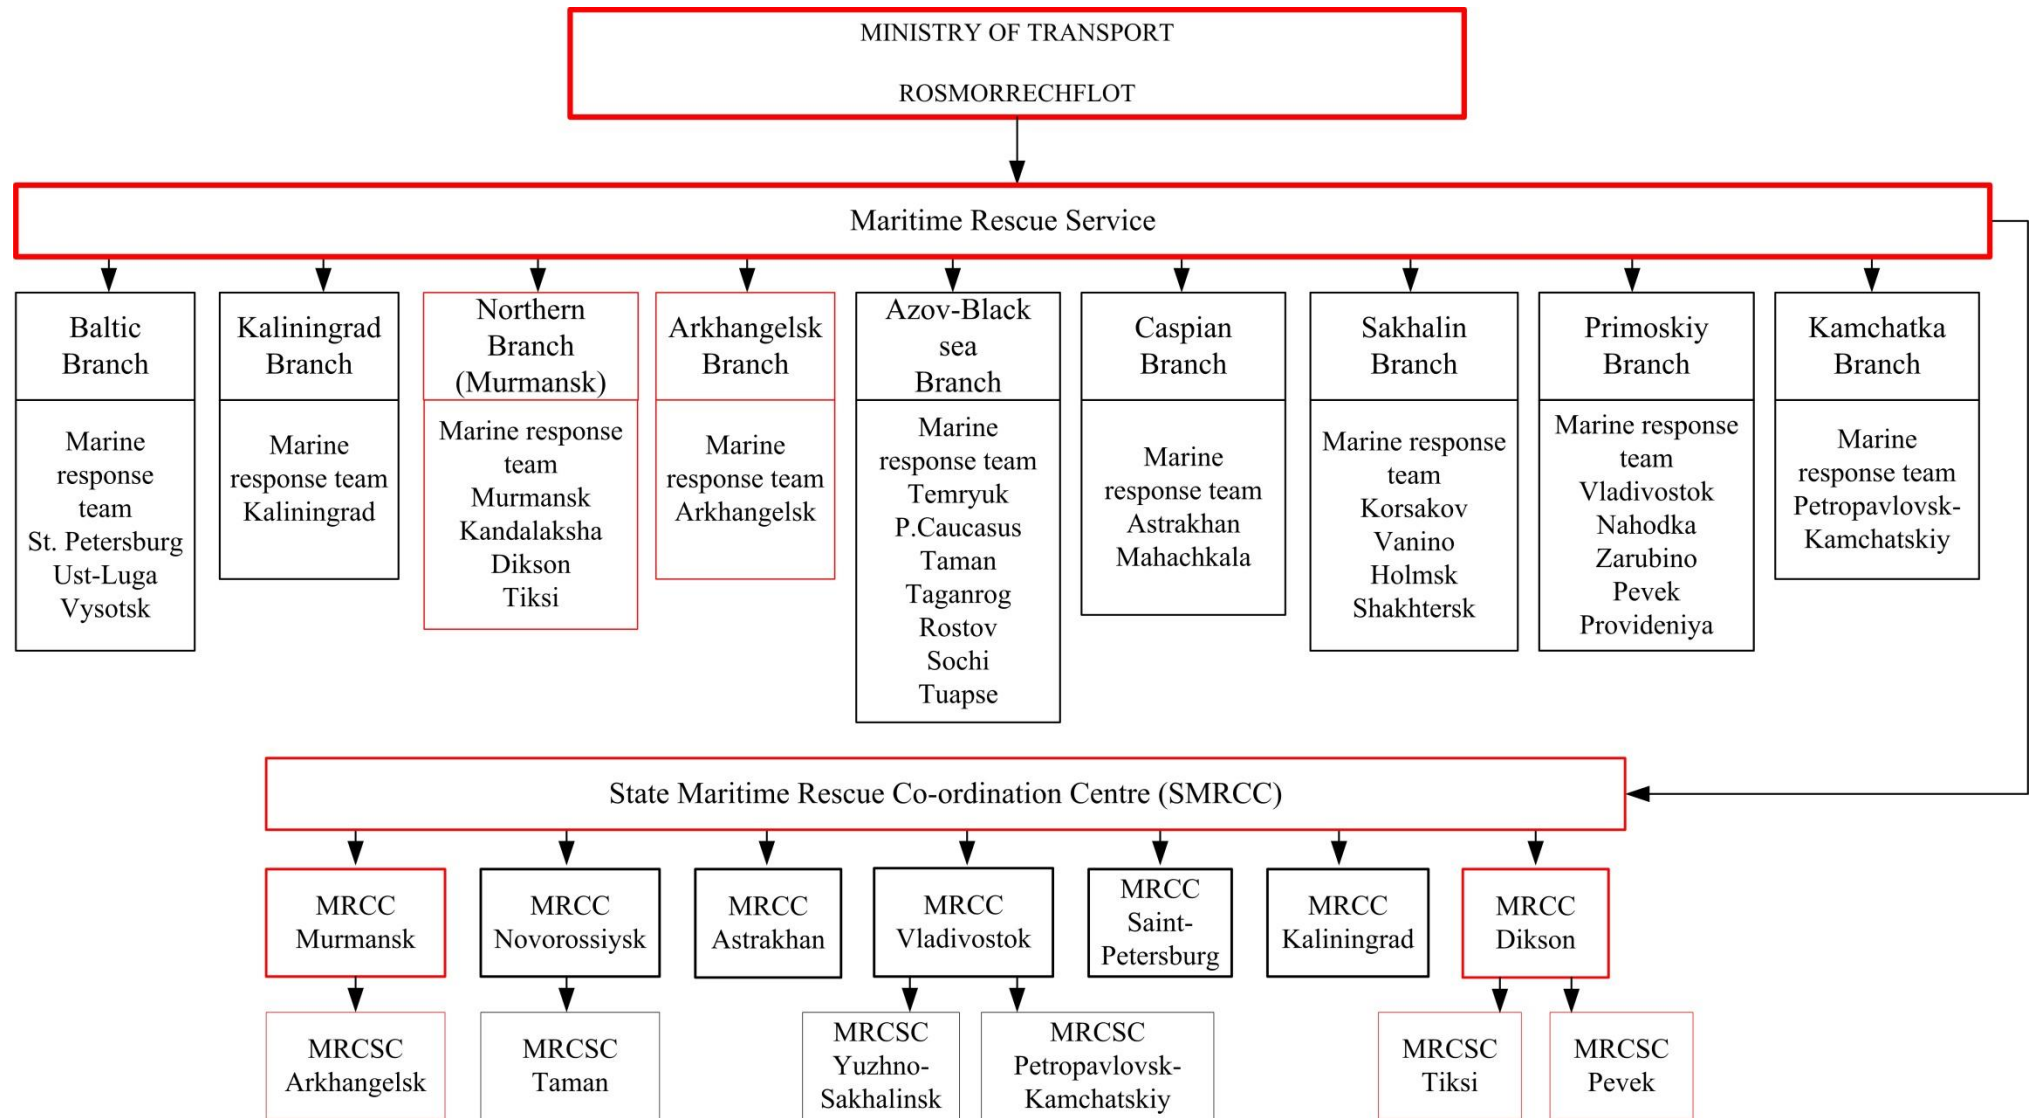 MINISTRY OF TRANSPORT
ROSMORRECHFLOT
Maritime Rescue Service
Baltic
Branch
Marine
response
team
St. Petersburg
Ust-Luga
Vysotsk
Kaliningrad
Branch
Marine
response team
Kaliningrad
Northern
Branch
(Murmansk)
Marine response
team
Murmansk
Kandalaksha
Dikson
Tiksi
Arkhangelsk
Branch
Marine
response team
Arkhangelsk
Azov-Black
sea
Branch
Marine
response team
Temryuk
P.Caucasus
Taman
Taganrog
Rostov
Sochi
Tuapse
Caspian
Branch
Marine
response team
Astrakhan
Mahachkala
Sakhalin
Branch
Marine response
team
Korsakov
Vanino
Holmsk
Shakhtersk
Primoskiy
Branch
Marine response
team
Vladivostok
Nahodka
Zarubino
Pevek
Provideniya
Kamchatka
Branch
Marine
response team
Petropavlovsk-
Kamchatskiy
State Maritime Rescue Co-ordination Centre (SMRCC)
MRCC
Murmansk
MRCC
Novorossiysk
MRCC
Astrakhan
MRCC
Vladivostok
MRCC
Saint-
Petersburg
MRCC
Kaliningrad
MRCC
Dikson
MRCSC
Arkhangelsk
MRCSC
Taman
MRCSC
Yuzhno-
Sakhalinsk
MRCSC
Petropavlovsk-
Kamchatskiy
MRCSC
Tiksi
MRCSC
Pevek